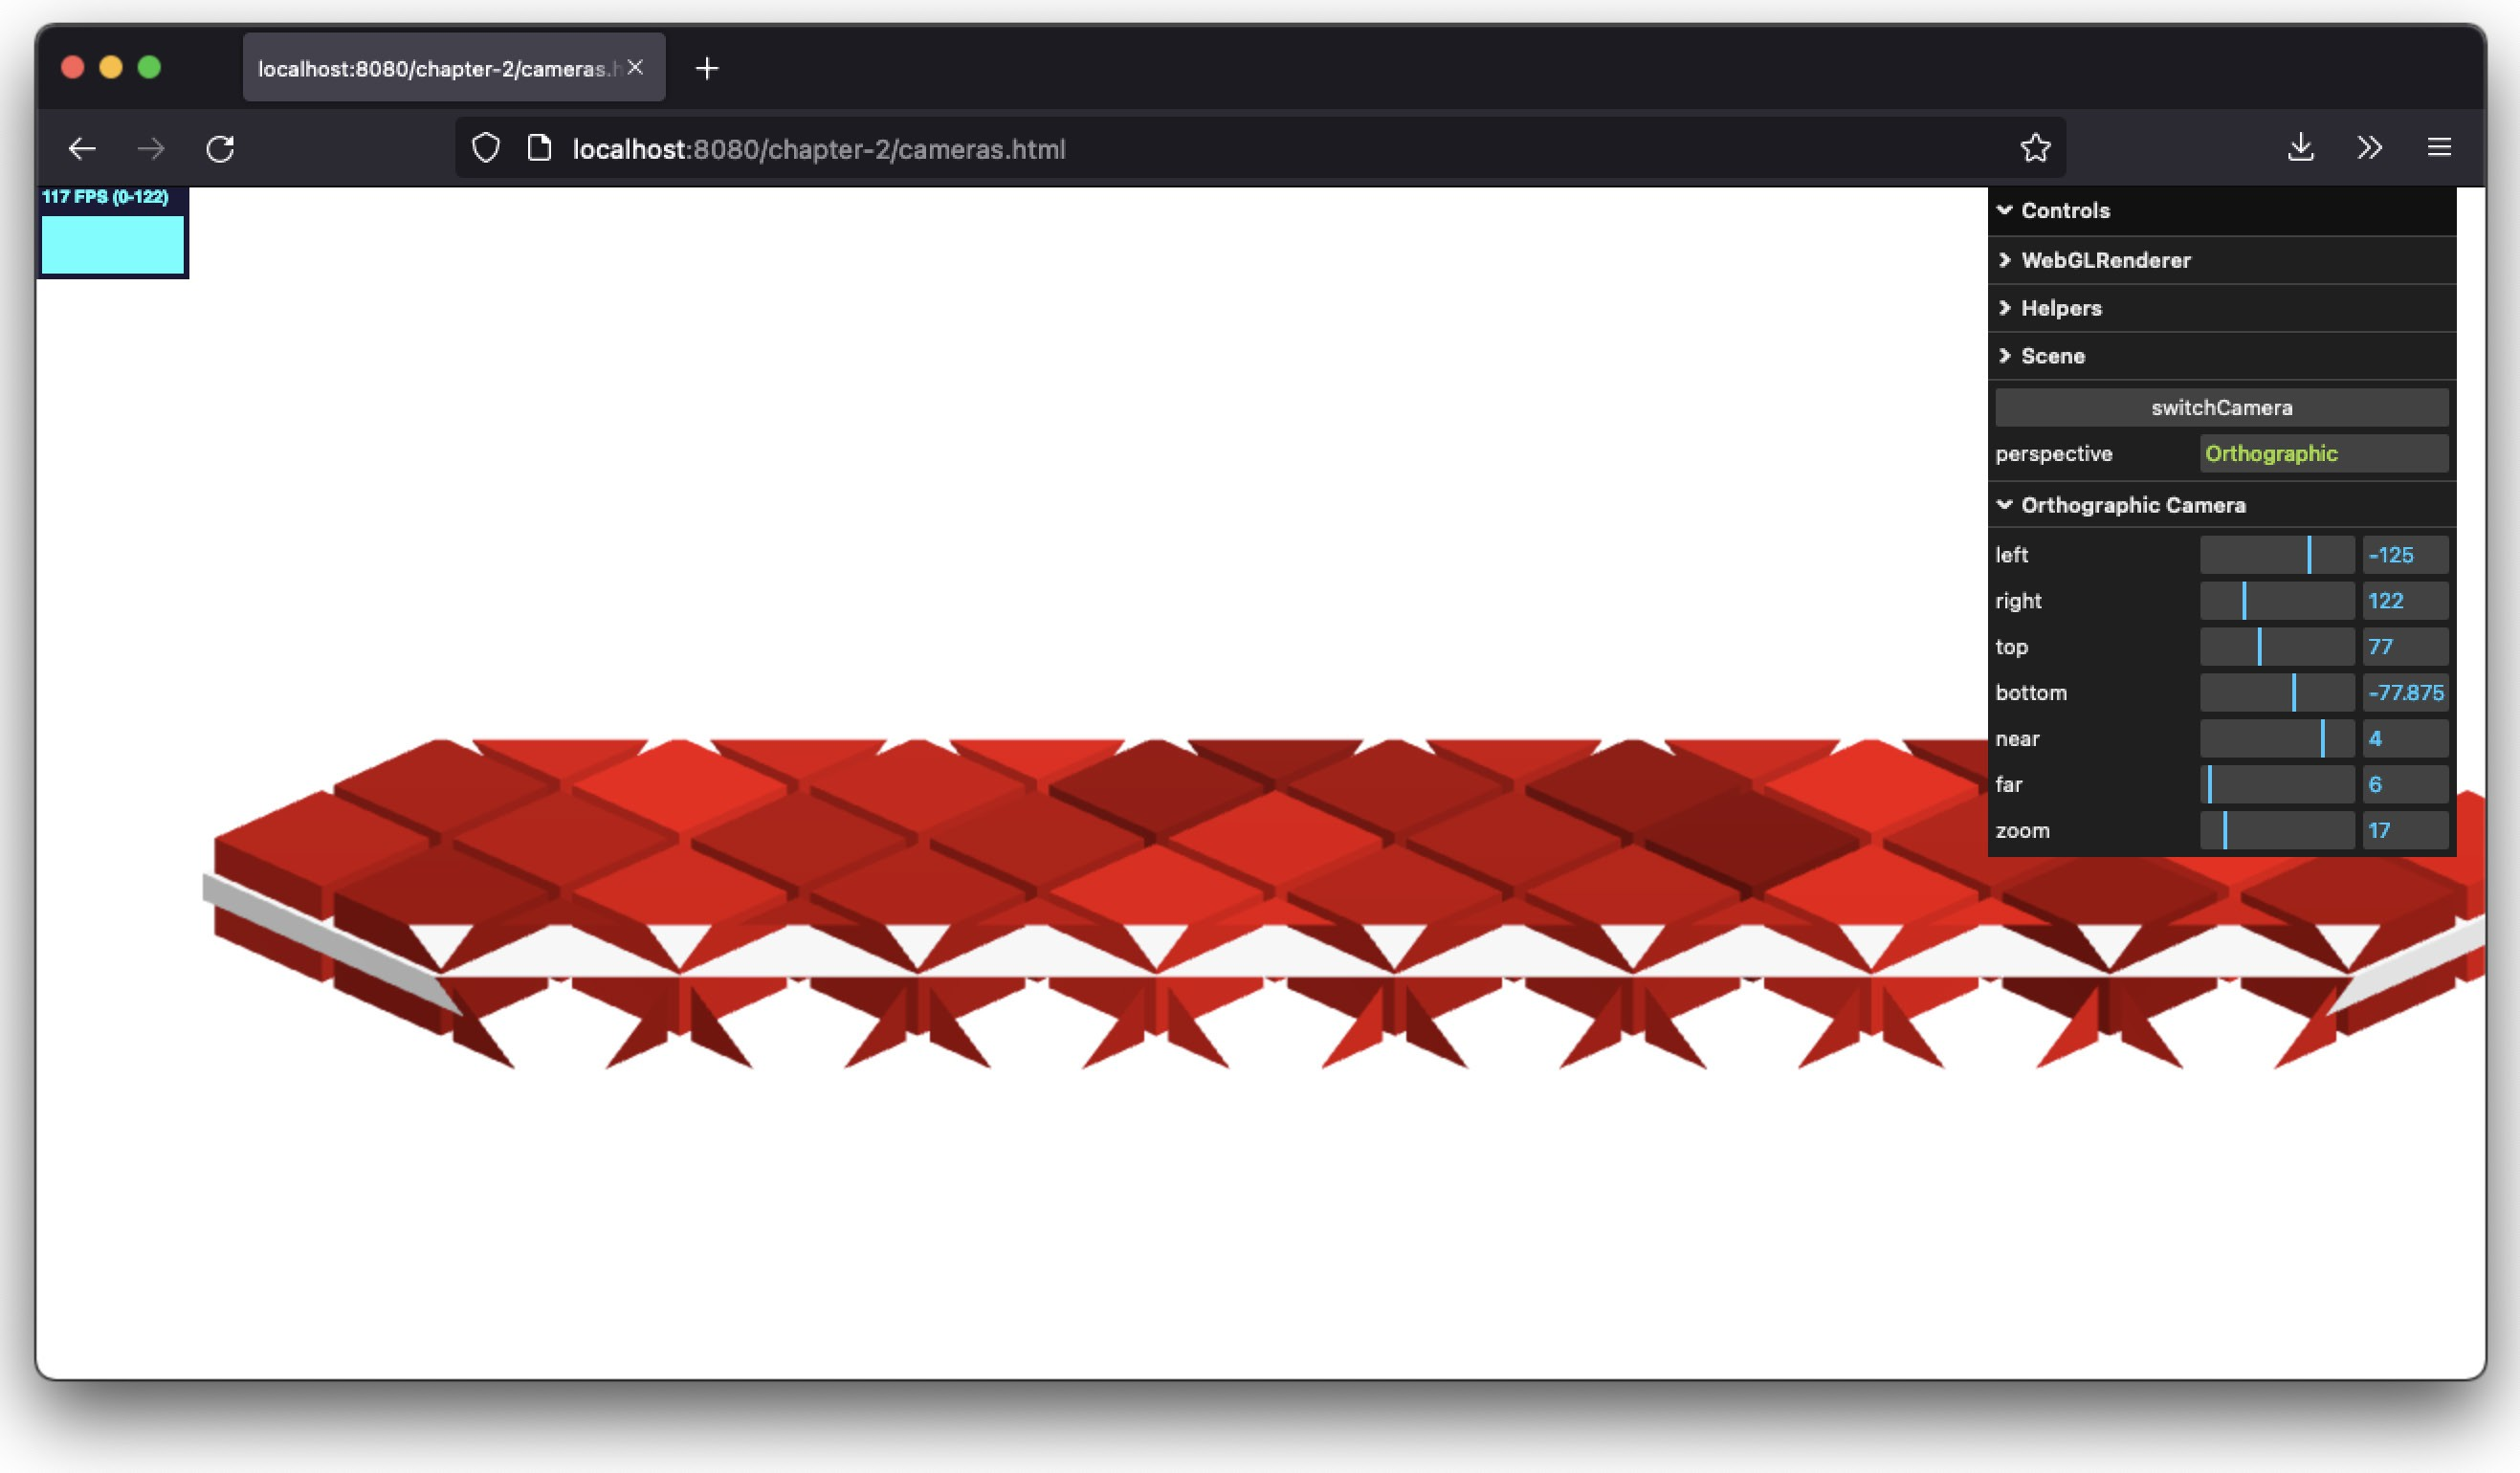 localhost:8080/chapter-2/cameras.h
localhost:8080/chapter-2/cameras.html
117 FPS (0-122)
Controls
WebGLRenderer
Helpers
Scene
switchCamera
perspective Orthographic
Orthographic Camera
left -125
right 122
top 77
bottom -77.875
near 4
far 6
zoom 17